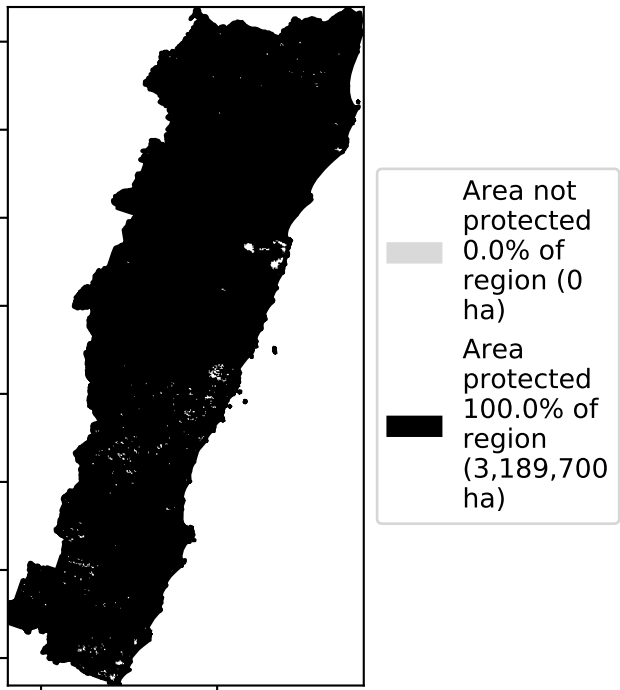 Area not
protected
0.0% of
region (0
ha)
Area
protected
100.0% of
region
(3,189,700
ha)